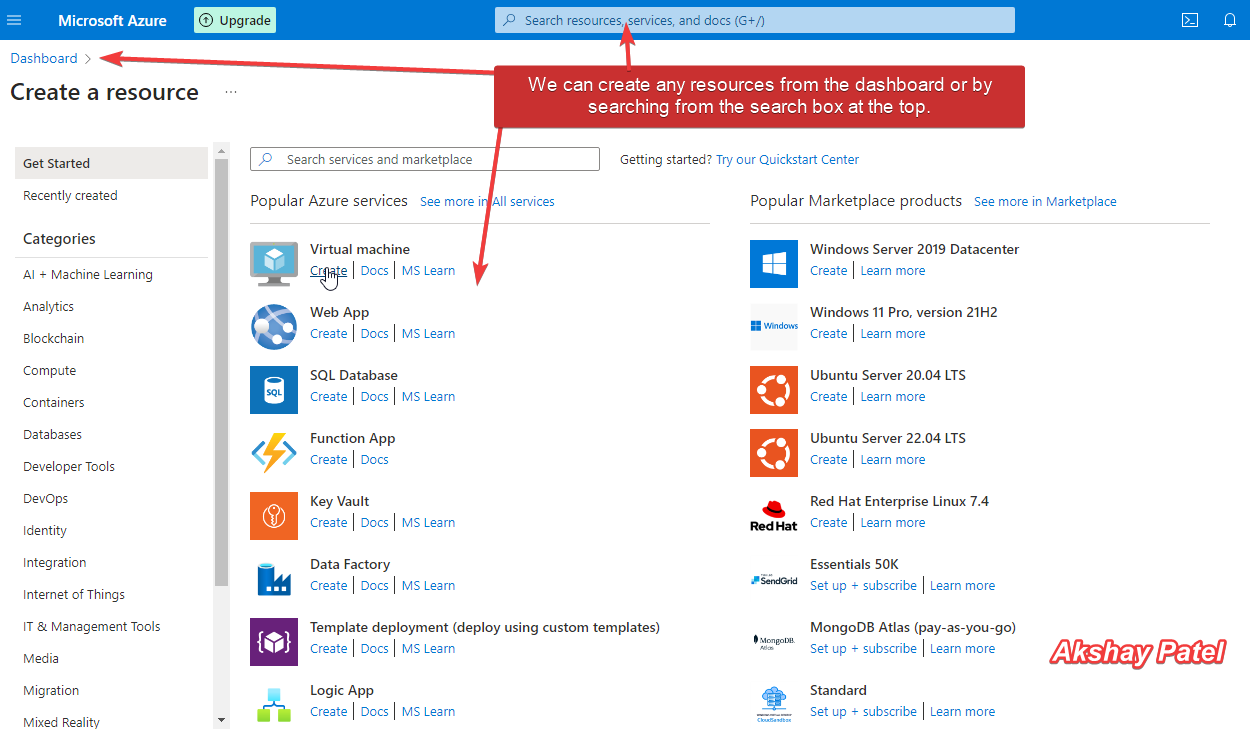 Microsoft Azure
Upgrade
Search resources, services, and docs (G+/)
Dashboard
Create a resource
...
We can create any resources from the dashboard or by
searching from the search box at the top.
Get Started
Recently created
Categories
AI + Machine Learning
Analytics
Blockchain
Compute
Containers
Databases
Developer Tools
DevOps
Identity
Integration
Internet of Things
IT & Management Tools
Media
Migration
Mixed Reality
Search services and marketplace
Getting started? Try our Quickstart Center
Popular Azure services See more in All services
Virtual machine
Create | Docs | MS Learn
Web App
Create | Docs | MS Learn
SQL
SQL Database
Create | Docs | MS Learn
Function App
Create | Docs
Key Vault
Create | Docs | MS Learn
Data Factory
Create | Docs | MS Learn
Template deployment (deploy using custom templates)
Create | Docs | MS Learn
Logic App
Create | Docs | MS Learn
Popular Marketplace products See more in Marketplace
Windows Server 2019 Datacenter
Create | Learn more
Windows
Windows 11 Pro, version 21H2
Create | Learn more
Ubuntu Server 20.04 LTS
Create | Learn more
Ubuntu Server 22.04 LTS
Create | Learn more
Red Hat
Red Hat Enterprise Linux 7.4
Create | Learn more
SendGrid
Essentials 50K
Set up + subscribe | Learn more
MongoDB.
Atlas
MongoDB Atlas (pay-as-you-go)
Set up + subscribe | Learn more
CloudSandbox
Standard
Set up + subscribe | Learn more
Akshay Patel